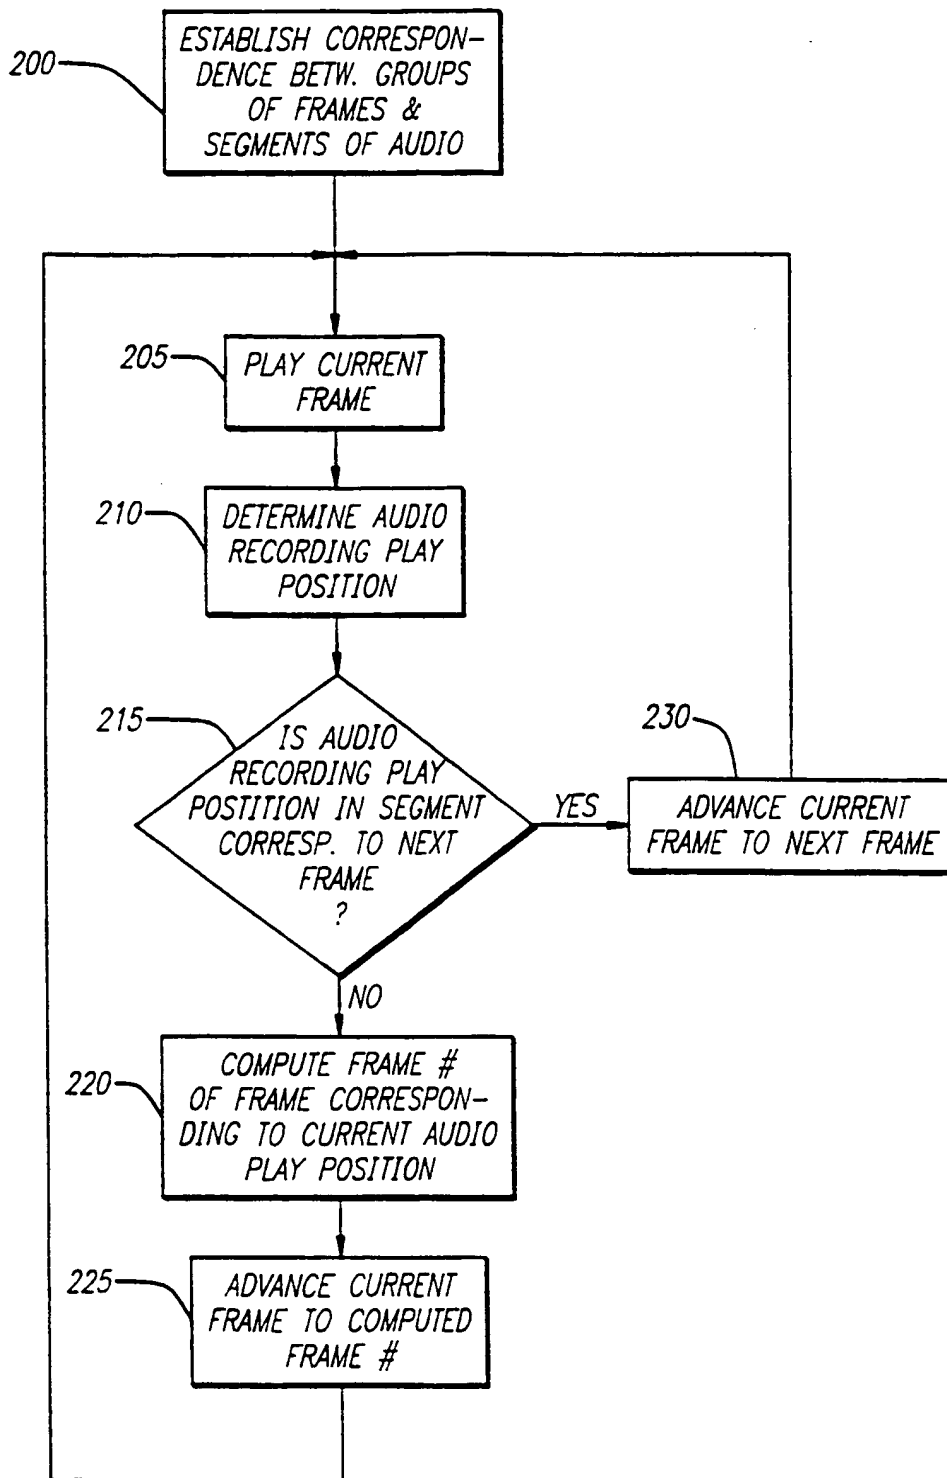 200
ESTABLISH CORRESPON-
DENCE BETW. GROUPS
OF FRAMES &
SEGMENTS OF AUDIO
205
PLAY CURRENT
FRAME
210
DETERMINE AUDIO
RECORDING PLAY
POSITION
215
IS AUDIO
RECORDING PLAY
POSTITION IN SEGMENT
CORRESP. TO NEXT
FRAME
?
YES
230
ADVANCE CURRENT
FRAME TO NEXT FRAME
NO
220
COMPUTE FRAME #
OF FRAME CORRESPON-
DING TO CURRENT AUDIO
PLAY POSITION
225
ADVANCE CURRENT
FRAME TO COMPUTED
FRAME #